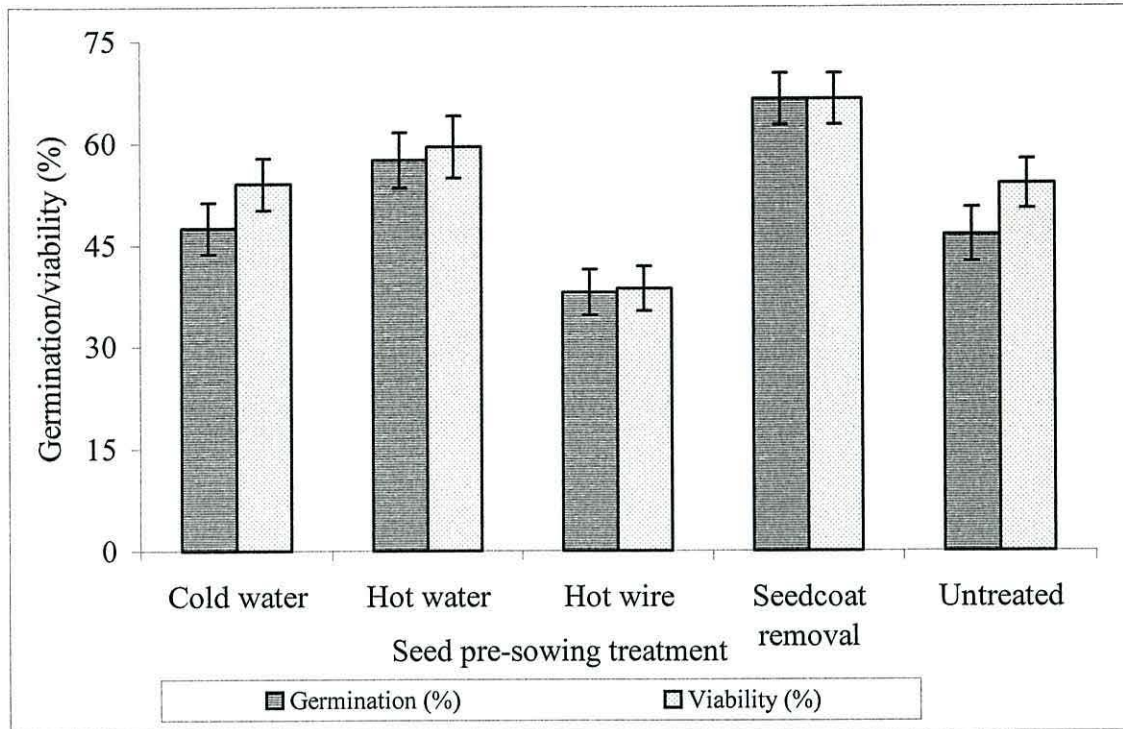 75
60
45
30
15
0
Germination/viability (%)
Cold water
Hot water
Hot wire
Seedcoat
removal
Untreated
Seed pre-sowing treatment
Germination (%)
Viability (%)